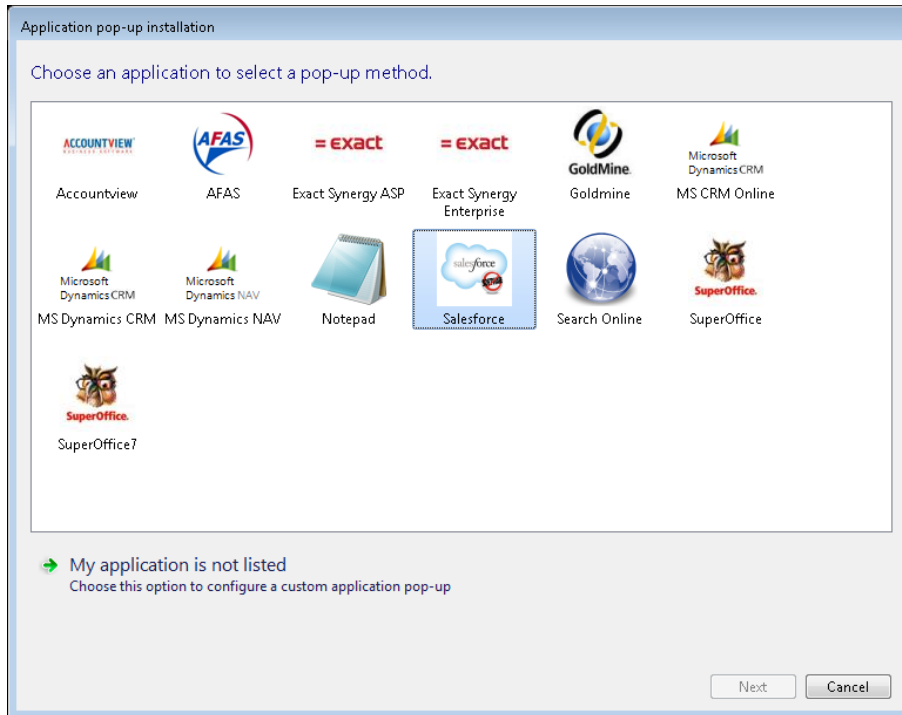 Application pop-up installation
Choose an application to select a pop-up method.
ACCOUNTVIEW
BUSINESS SOFTWARE
AFAS
= exact
= exact
GoldMine.
Microsoft
Dynamics CRM
Accountview
AFAS
Exact Synergy ASP
Exact Synergy
Enterprise
Goldmine
MS CRM Online
Microsoft
Dynamics CRM
Microsoft
Dynamics NAV
salesforce
SuperOffice.
MS Dynamics CRM
MS Dynamics NAV
Notepad
Salesforce
Search Online
SuperOffice
SuperOffice.
SuperOffice7
My application is not listed
Choose this option to configure a custom application pop-up
Next
Cancel